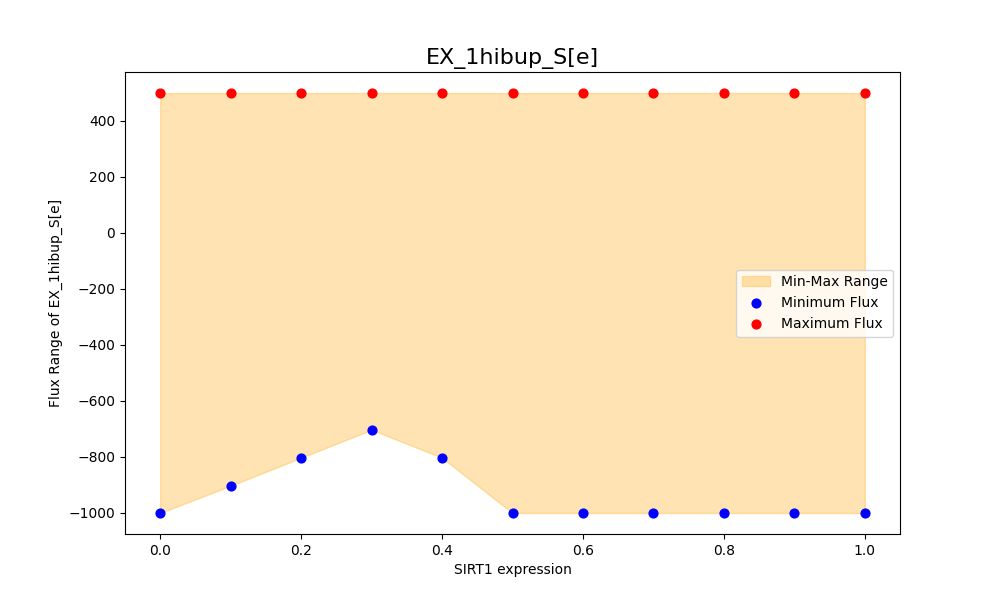 EX_1hibup_S[e]
Flux Range of EX_1hibup_S[e]
400
200
0
−200
−400
−600
−800
−1000
Min-Max Range
Minimum Flux
Maximum Flux
0.0 0.2 0.4 0.6 0.8 1.0
SIRT1 expression